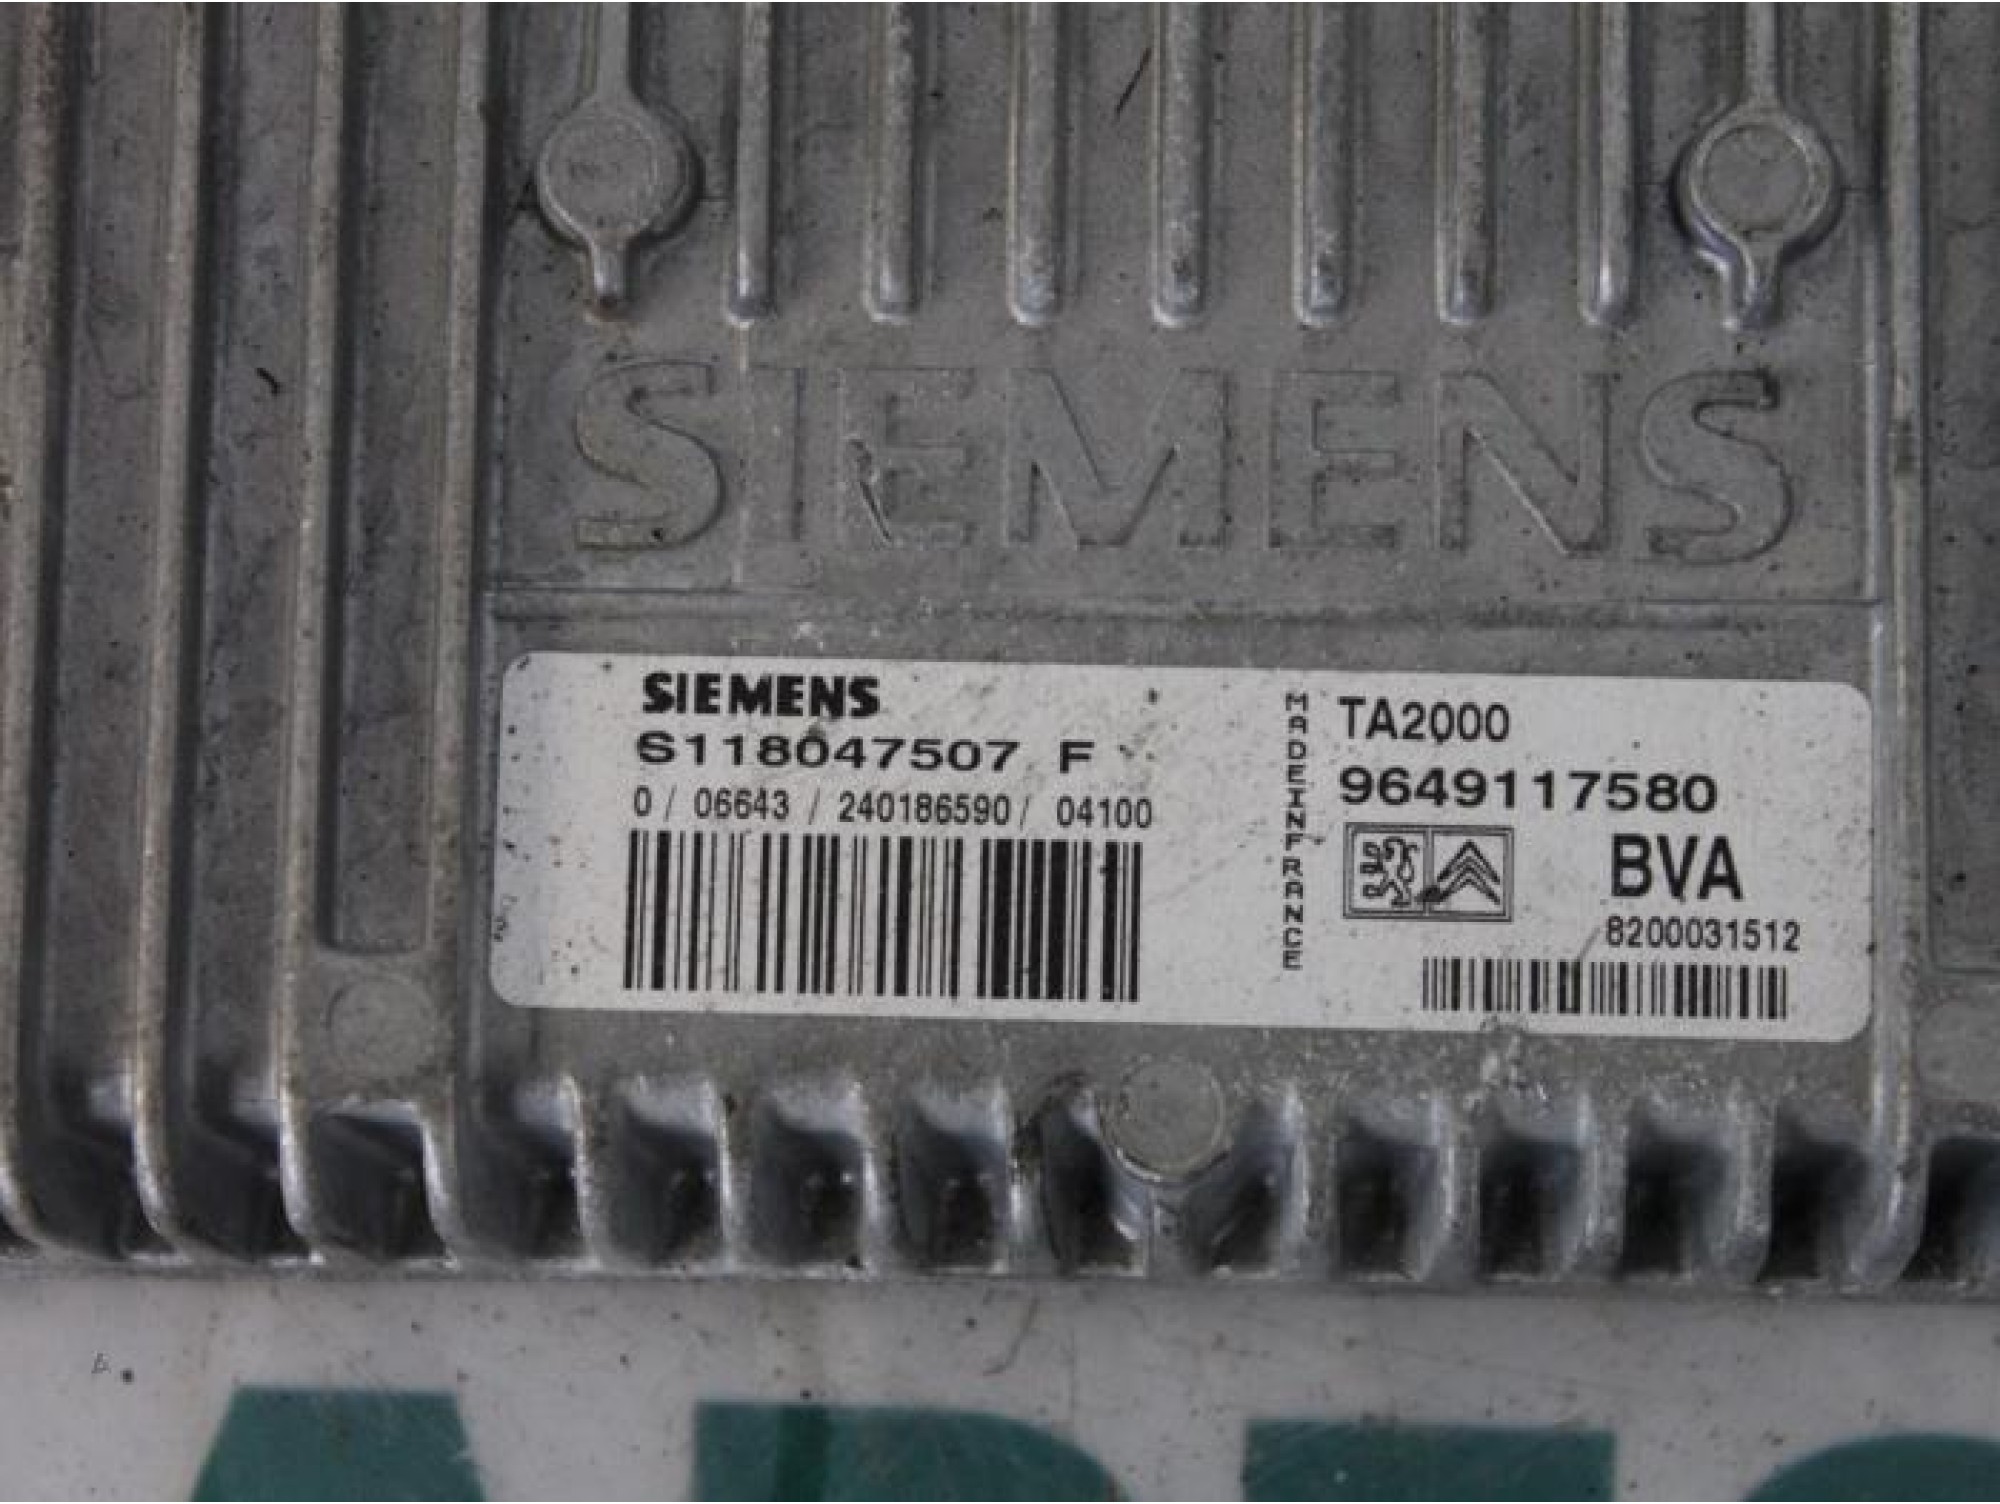 SIEMENS
SIEMENS
S118047507 F
0 / 06643 / 240186590 / 04100
MADE IN FRANCE
TA2000
9649117580
BVA
8200031512